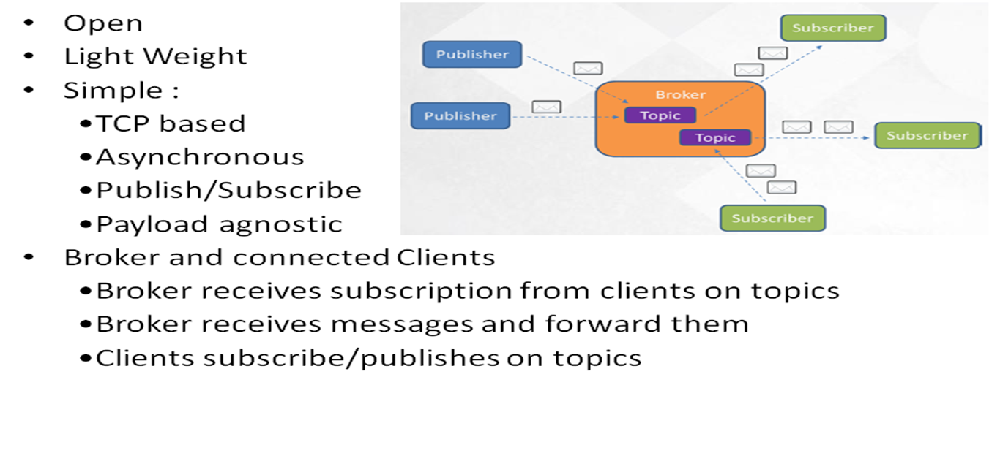 • Open
• Light Weight
• Simple :
•TCP based
•Asynchronous
•Publish/Subscribe
•Payload agnostic
• Broker and connected Clients
•Broker receives subscription from clients on topics
•Broker receives messages and forward them
•Clients subscribe/publishes on topics
Publisher
Publisher
Broker
Topic
Topic
Subscriber
Subscriber
Subscriber